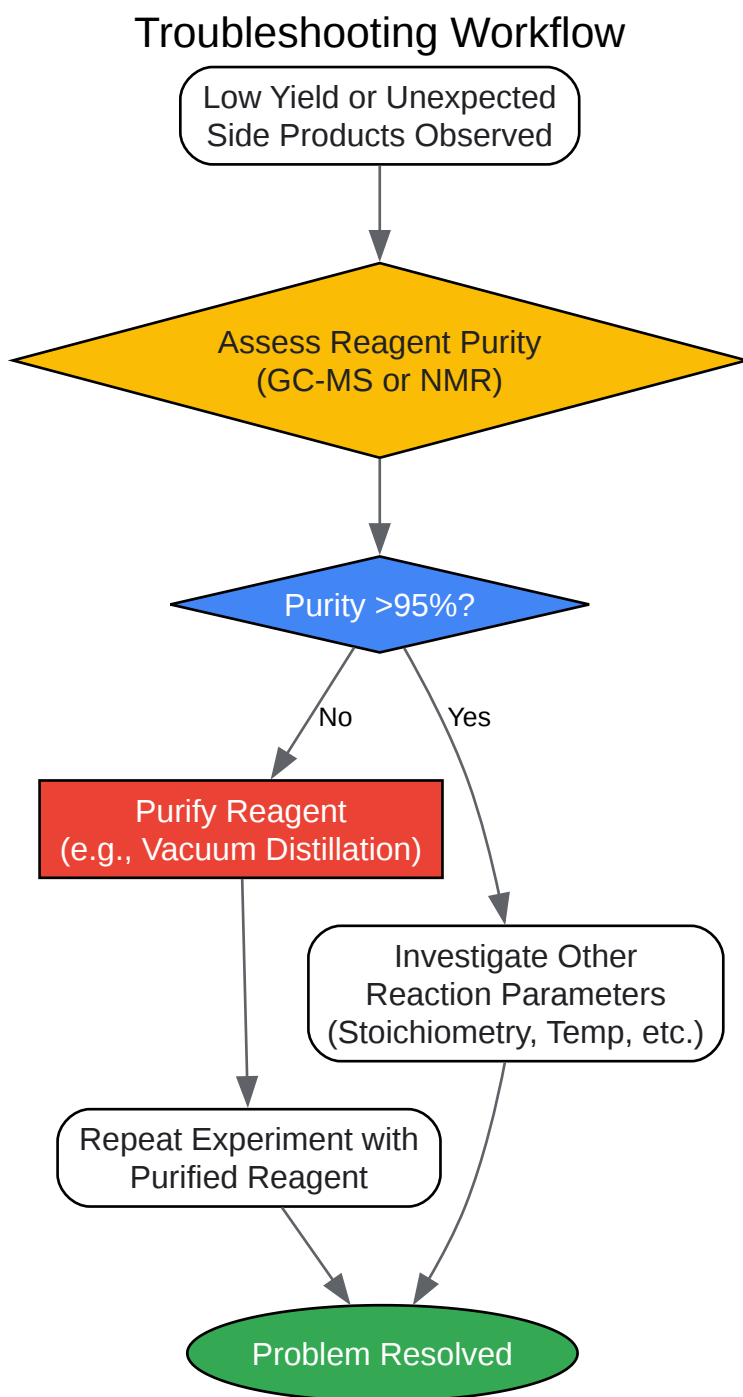 Troubleshooting Workflow
Low Yield or Unexpected
Side Products Observed
Assess Reagent Purity
(GC-MS or NMR)
Purity >95%?
No
Yes
Purify Reagent
(e.g., Vacuum Distillation)
Investigate Other
Reaction Parameters
(Stoichiometry, Temp, etc.)
Repeat Experiment with
Purified Reagent
Problem Resolved